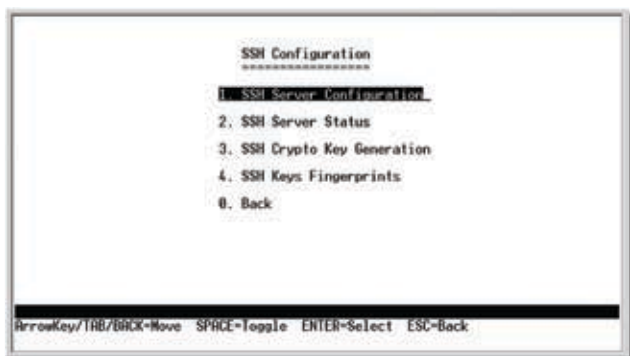 SSH Configuration
=================
1. SSH Server Configuration
2. SSH Server Status
3. SSH Crypto Key Generation
4. SSH Keys Fingerprints
0. Back
ArrowKey/TAB/BACK=Move SPACE=Toggle ENTER=Select ESC=Back